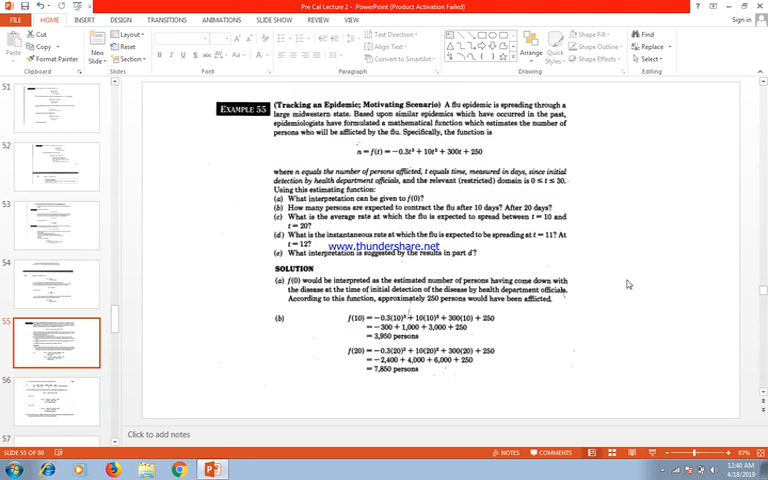 Pre Cal Lecture 2 - PowerPoint (Product Activation Failed)
FILE HOME INSERT DESIGN TRANSITIONS ANIMATIONS SLIDE SHOW REVIEW VIEW Sign in
Cut Layout Text Direction Shape Fill Find
Copy Reset Align Text Shape Outline Replace
Paste Format Painter New Slide Section Convert to SmartArt Arrange Quick Styles Shape Effects Select
Clipboard Slides Font Paragraph Drawing Editing
51
52
53
54
55
56
57
EXAMPLE 55 (Tracking an Epidemic; Motivating Scenario) A flu epidemic is spreading through a
large midwestern state. Based upon similar epidemics which have occurred in the past,
epidemiologists have formulated a mathematical function which estimates the number of
persons who will be afflicted by the flu. Specifically, the function is
n = f(t) = −0.3t³ + 10t² + 300t + 250
where n equals the number of persons afflicted, t equals time, measured in days, since initial
detection by health department officials, and the relevant (restricted) domain is 0 ≤ t ≤ 30.
Using this estimating function:
(a) What interpretation can be given to f(0)?
(b) How many persons are expected to contract the flu after 10 days? After 20 days?
(c) What is the average rate at which the flu is expected to spread between t = 10 and
t = 20?
(d) What is the instantaneous rate at which the flu is expected to be spreading at t = 11? At
t = 12?
www.thundershare.net
(e) What interpretation is suggested by the results in part d?
SOLUTION
(a) f(0) would be interpreted as the estimated number of persons having come down with
the disease at the time of initial detection of the disease by health department officials.
According to this function, approximately 250 persons would have been afflicted.
(b) f(10) = −0.3(10)³ + 10(10)² + 300(10) + 250
= −300 + 1,000 + 3,000 + 250
= 3,950 persons
f(20) = −0.3(20)³ + 10(20)² + 300(20) + 250
= −2,400 + 4,000 + 6,000 + 250
= 7,850 persons
Click to add notes
SLIDE 55 OF 80 NOTES COMMENTS 87%
12:40 AM
4/18/2019